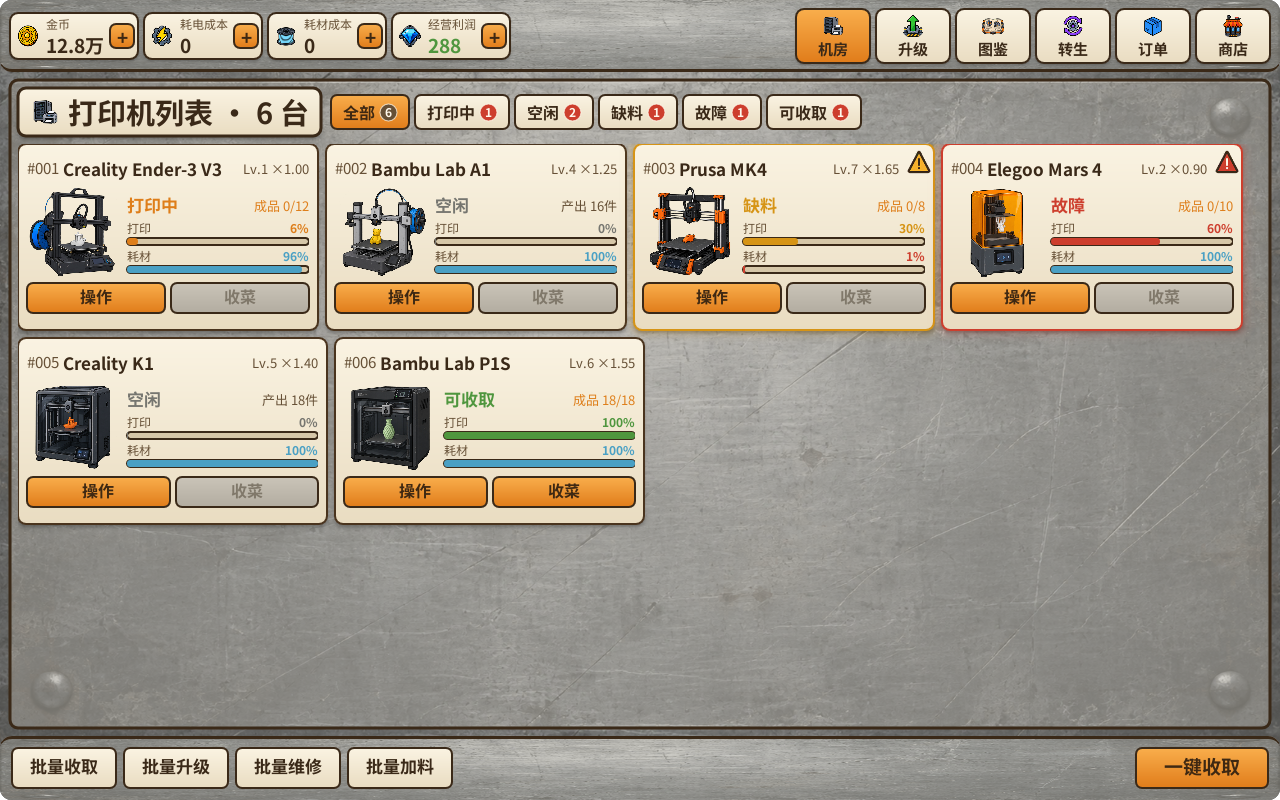 金币
12.8万 +
耗电成本
0 +
耗材成本
0 +
经营利润
288 +
机房
升级
图鉴
转生
订单
商店
打印机列表 · 6 台
全部 6
打印中 1
空闲 2
缺料 1
故障 1
可收取 1
#001 Creality Ender-3 V3 Lv.1 ×1.00
打印中 成品 0/12
打印 6%
耗材 96%
操作 收菜
#002 Bambu Lab A1 Lv.4 ×1.25
空闲 产出 16件
打印 0%
耗材 100%
操作 收菜
#003 Prusa MK4 Lv.7 ×1.65
缺料 成品 0/8
打印 30%
耗材 1%
操作 收菜
#004 Elegoo Mars 4 Lv.2 ×0.90
故障 成品 0/10
打印 60%
耗材 100%
操作 收菜
#005 Creality K1 Lv.5 ×1.40
空闲 产出 18件
打印 0%
耗材 100%
操作 收菜
#006 Bambu Lab P1S Lv.6 ×1.55
可收取 成品 18/18
打印 100%
耗材 100%
操作 收菜
批量收取
批量升级
批量维修
批量加料
一键收取